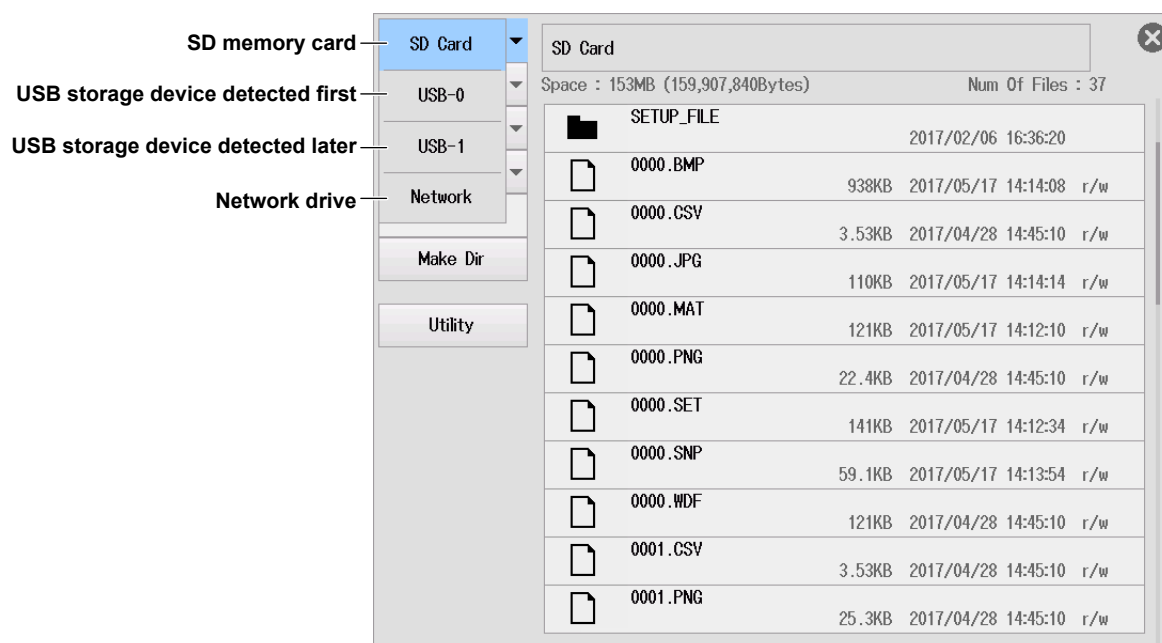 SD memory card
USB storage device detected first
USB storage device detected later
Network drive
SD Card
USB-0
USB-1
Network
Make Dir
Utility
SD Card
Space : 153MB (159,907,840Bytes) Num Of Files : 37
SETUP_FILE
2017/02/06 16:36:20
0000.BMP
938KB 2017/05/17 14:14:08 r/w
0000.CSV
3.53KB 2017/04/28 14:45:10 r/w
0000.JPG
110KB 2017/05/17 14:14:14 r/w
0000.MAT
121KB 2017/05/17 14:12:10 r/w
0000.PNG
22.4KB 2017/04/28 14:45:10 r/w
0000.SET
141KB 2017/05/17 14:12:34 r/w
0000.SNP
59.1KB 2017/05/17 14:13:54 r/w
0000.WDF
121KB 2017/04/28 14:45:10 r/w
0001.CSV
3.53KB 2017/04/28 14:45:10 r/w
0001.PNG
25.3KB 2017/04/28 14:45:10 r/w